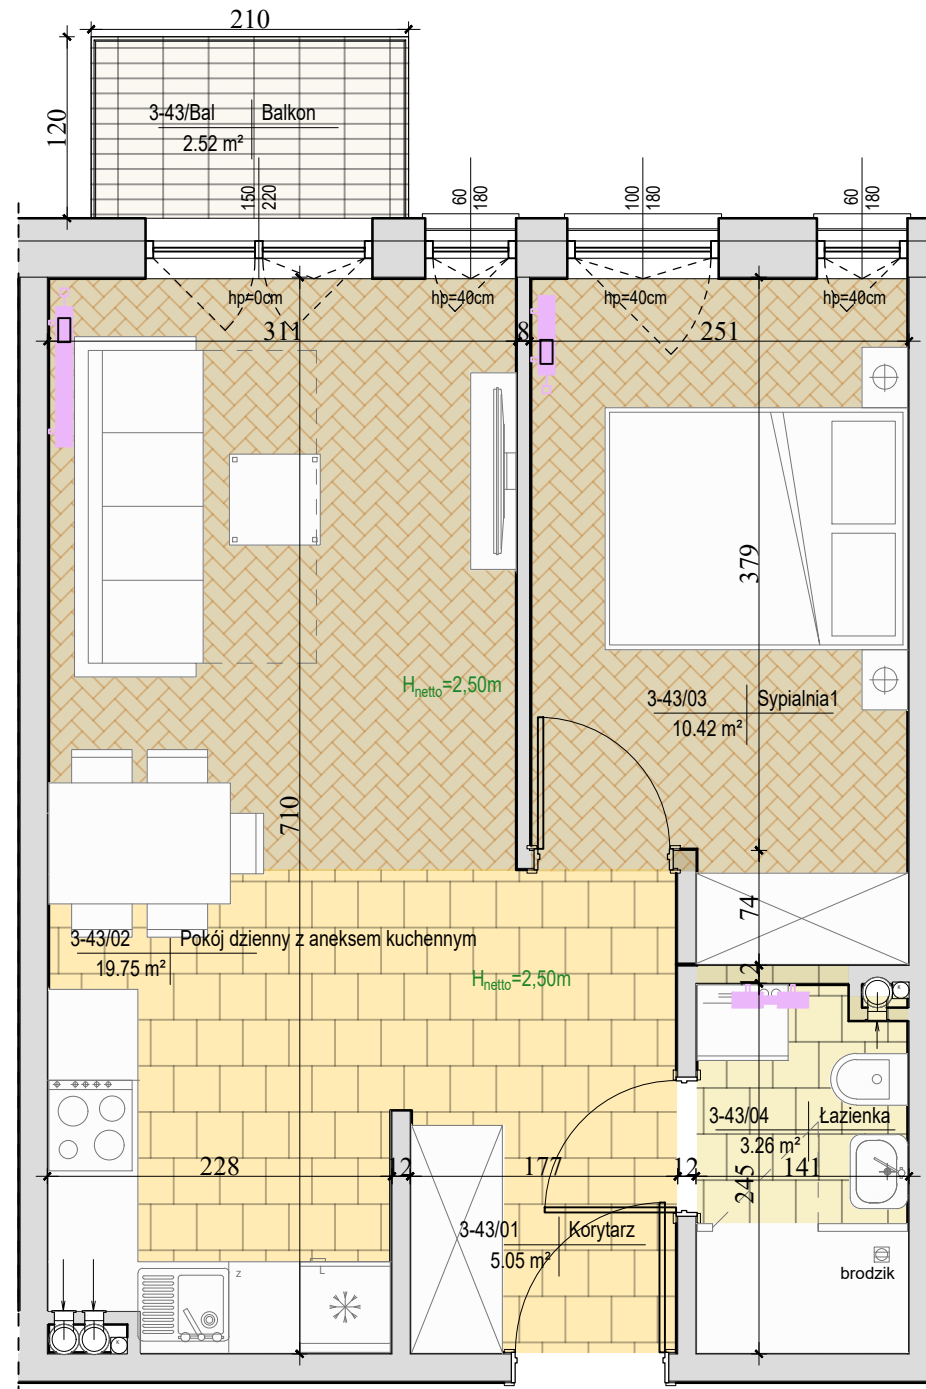 210
120
3-43/Bal Balkon
2.52 m²
150
220
60
180
100
180
60
180
hp=0cm
hp=40cm
hp=40cm
hp=40cm
311
8
251
379
Hnetto=2,50m
3-43/03 Sypialnia1
10.42 m²
710
74
3-43/02 Pokój dzienny z aneksem kuchennym
19.75 m²
Hnetto=2,50m
12
3-43/04 Łazienka
3.26 m²
228
12
177
12
141
245
3-43/01 Korytarz
5.05 m²
z
L
brodzik